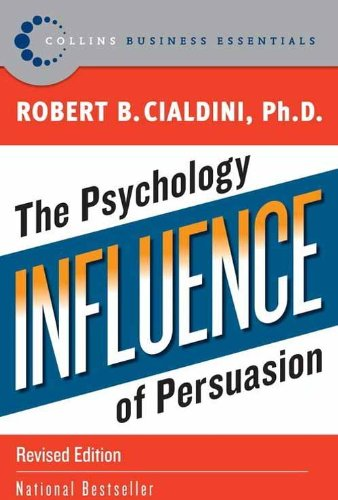 COLLINS BUSINESS ESSENTIALS
ROBERT B. CIALDINI, Ph.D.
The Psychology
INFLUENCE
of Persuasion
Revised Edition
National Bestseller